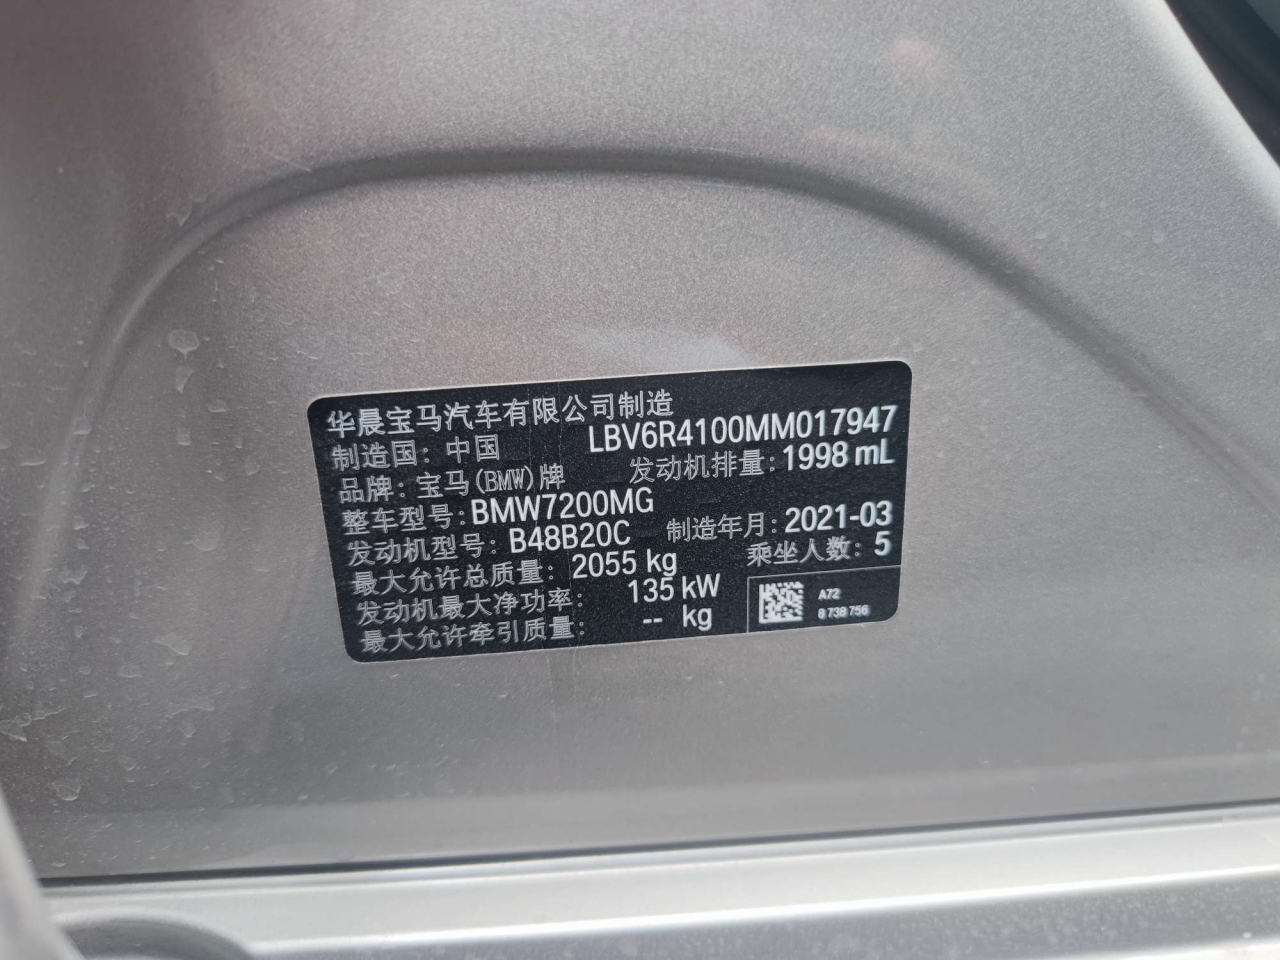 华晨宝马汽车有限公司制造
制造国：中国 LBV6R4100MM017947
品牌：宝马(BMW)牌 发动机排量：1998 mL
整车型号：BMW7200MG
发动机型号：B48B20C 制造年月：2021-03
最大允许总质量：2055 kg 乘坐人数：5
发动机最大净功率：135 kW
最大允许牵引质量：-- kg
A72
8 738 756